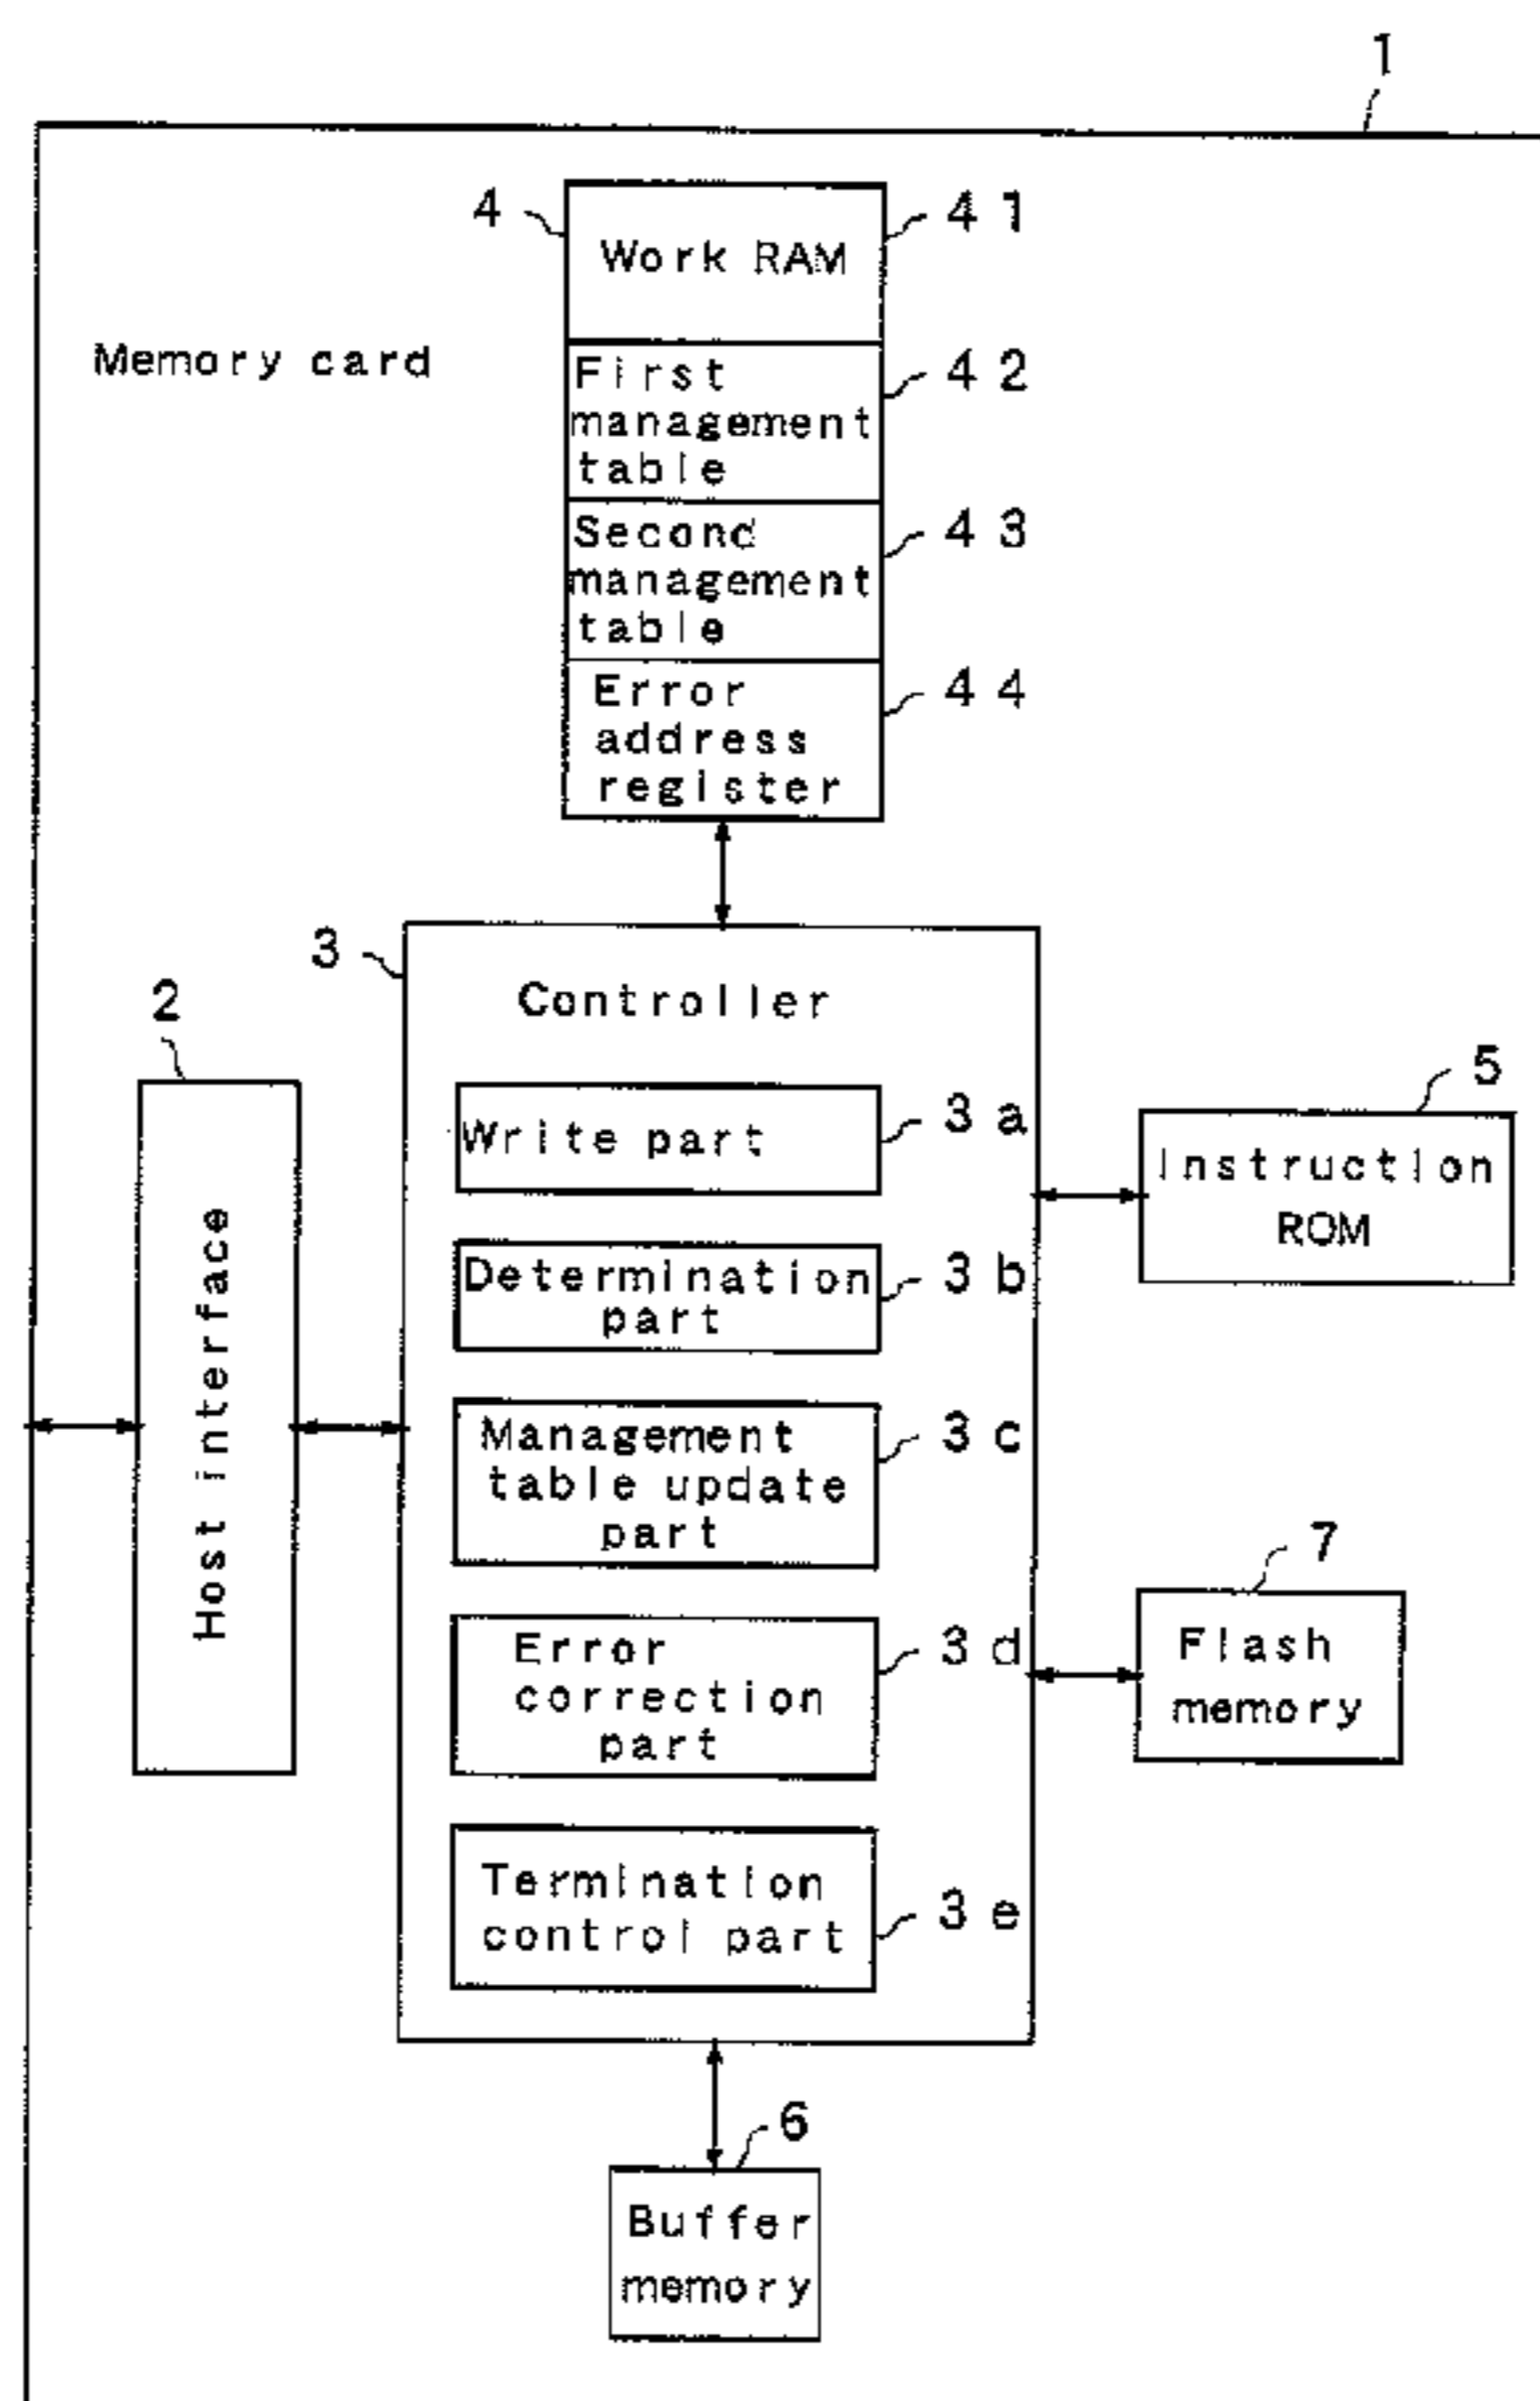 1
4
Work RAM
41
Memory card
First
management
table
42
Second
management
table
43
Error
address
register
44
3
Controller
2
Host interface
Write part
3a
5
Instruction
ROM
Determination
part
3b
Management
table update
part
3c
7
Flash
memory
Error
correction
part
3d
Termination
control part
3e
6
Buffer
memory